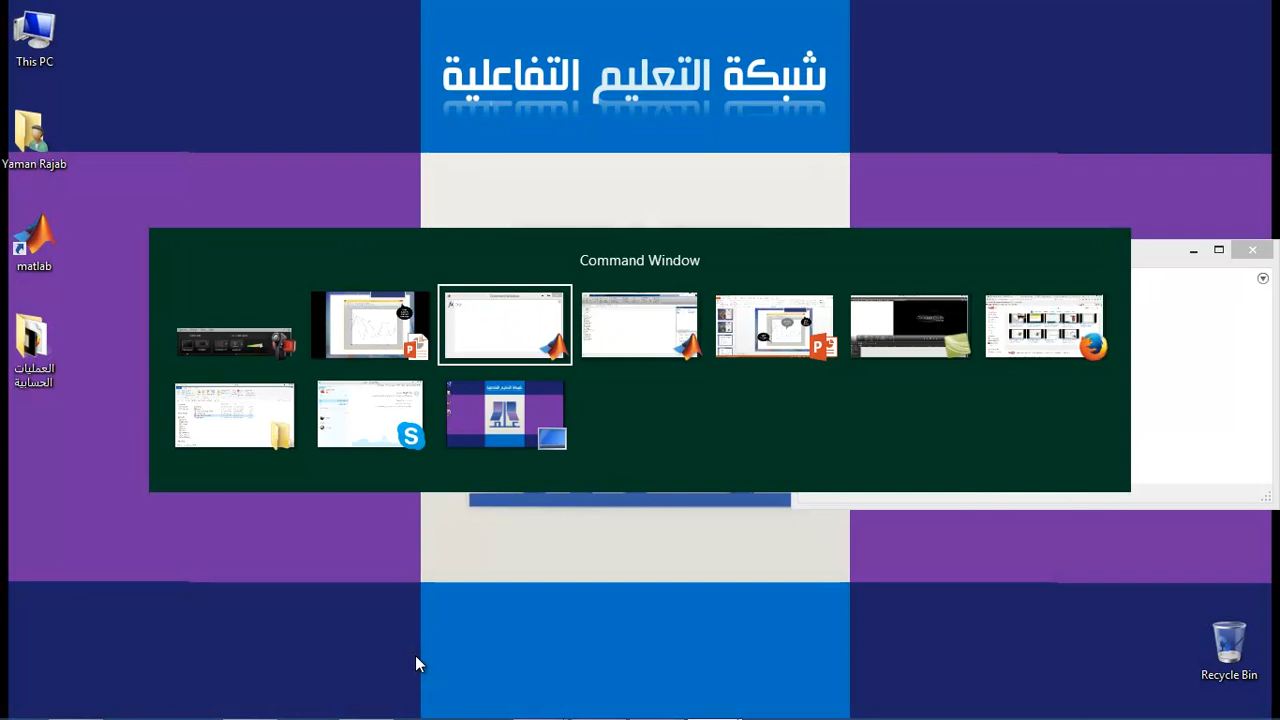 This PC
شبكة التعليم التفاعلية
Yaman Rajab
matlab
Command Window
العمليات
الحسابية
Recycle Bin